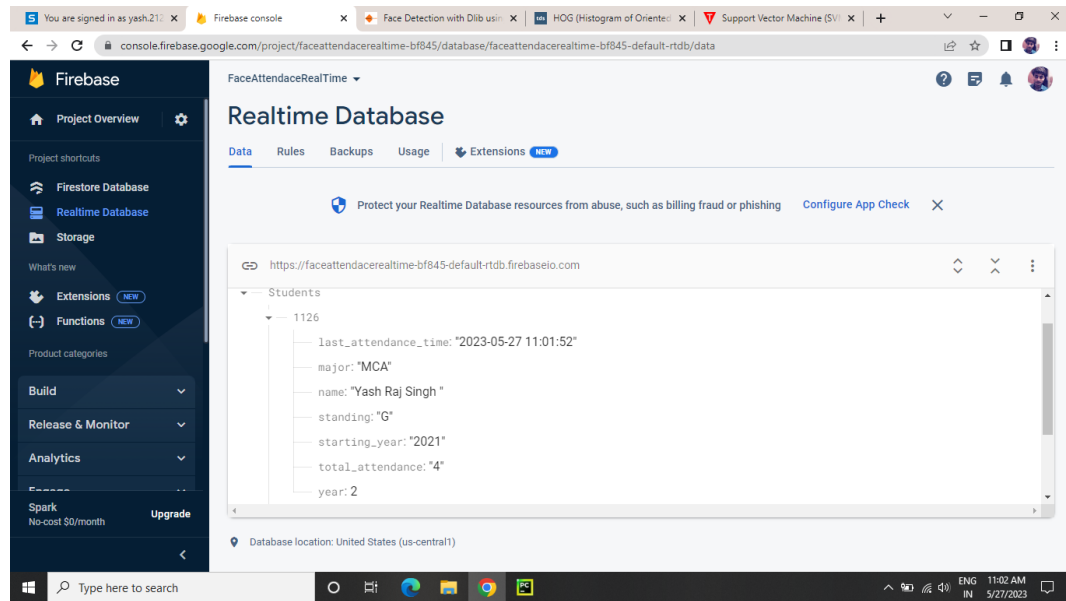 You are signed in as yash.212
Firebase console
Face Detection with Dlib usin
HOG (Histogram of Oriented
Support Vector Machine (SV
console.firebase.google.com/project/faceattendacerealtime-bf845/database/faceattendacerealtime-bf845-default-rtdb/data
Firebase
FaceAttendaceRealTime
Project Overview
Realtime Database
Data Rules Backups Usage Extensions NEW
Project shortcuts
Firestore Database
Realtime Database
Storage
Protect your Realtime Database resources from abuse, such as billing fraud or phishing Configure App Check
What's new
Extensions NEW
Functions NEW
Product categories
Build
Release & Monitor
Analytics
https://faceattendacerealtime-bf845-default-rtdb.firebaseio.com
Students
1126
last_attendance_time: "2023-05-27 11:01:52"
major: "MCA"
name: "Yash Raj Singh "
standing: "G"
starting_year: "2021"
total_attendance: "4"
year: 2
Spark
No-cost $0/month
Upgrade
Database location: United States (us-central1)
Type here to search
ENG
IN
11:02 AM
5/27/2023